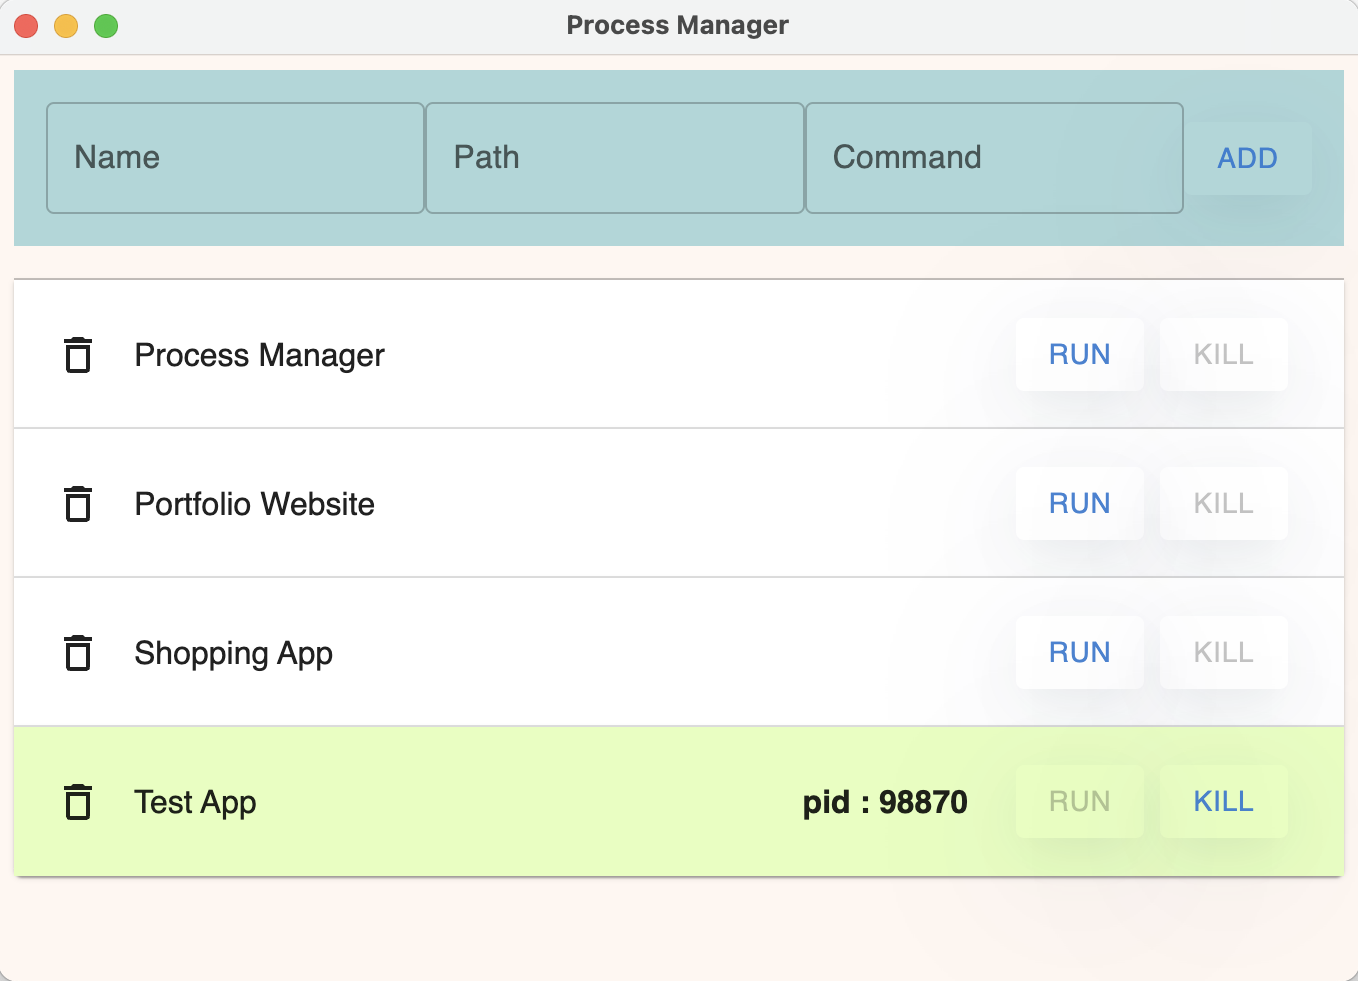 Process Manager
Name Path Command ADD
Process Manager RUN KILL
Portfolio Website RUN KILL
Shopping App RUN KILL
Test App pid : 98870 RUN KILL